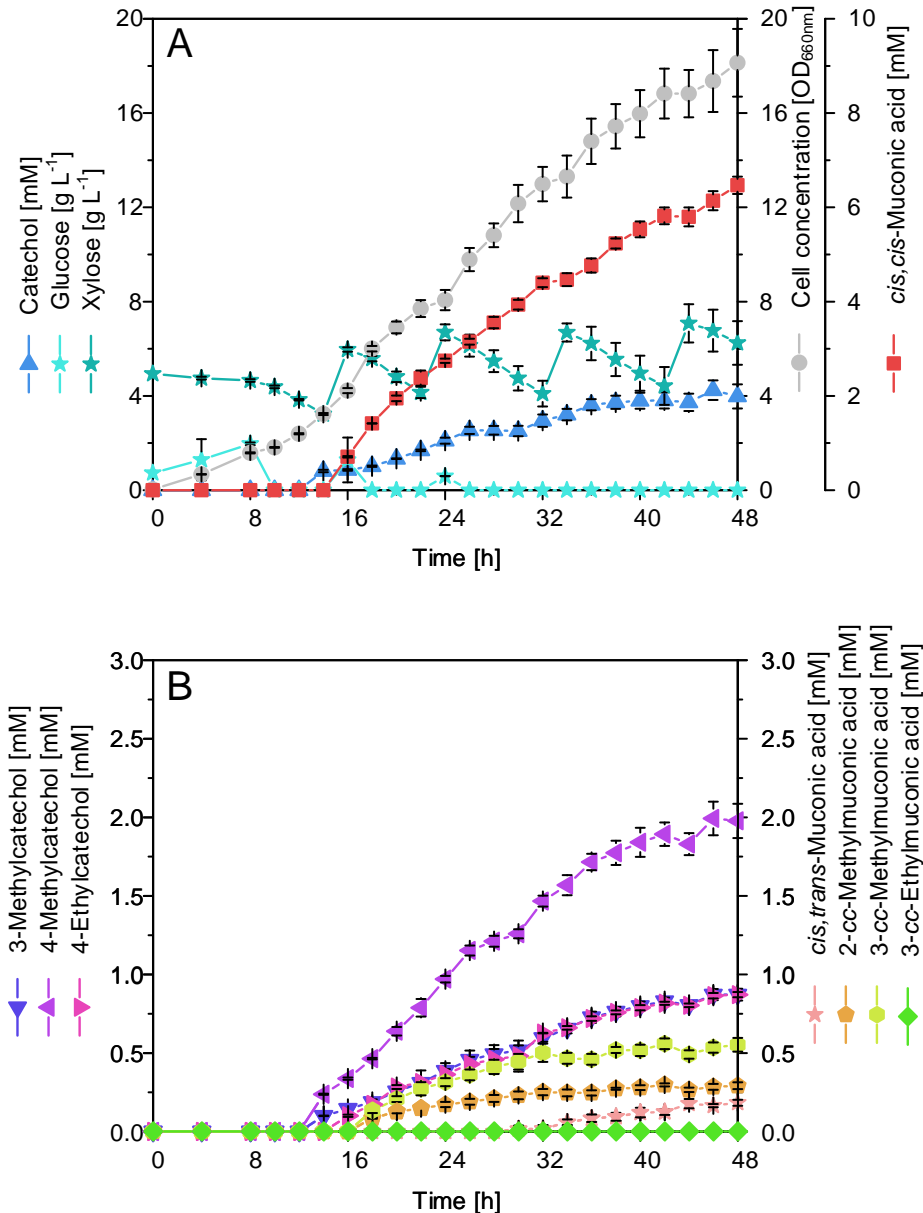 A
20
16
12
8
4
0
Catechol [mM]
Glucose [g L⁻¹]
Xylose [g L⁻¹]
20
16
12
8
4
0
Cell concentration [OD₆₆₀ₙₘ]
10
8
6
4
2
0
cis,cis-Muconic acid [mM]
0 8 16 24 32 40 48
Time [h]
B
3.0
2.5
2.0
1.5
1.0
0.5
0.0
3-Methylcatechol [mM]
4-Methylcatechol [mM]
4-Ethylcatechol [mM]
3.0
2.5
2.0
1.5
1.0
0.5
0.0
cis,trans-Muconic acid [mM]
2-cc-Methylmuconic acid [mM]
3-cc-Methylmuconic acid [mM]
3-cc-Ethylmuconic acid [mM]
0 8 16 24 32 40 48
Time [h]